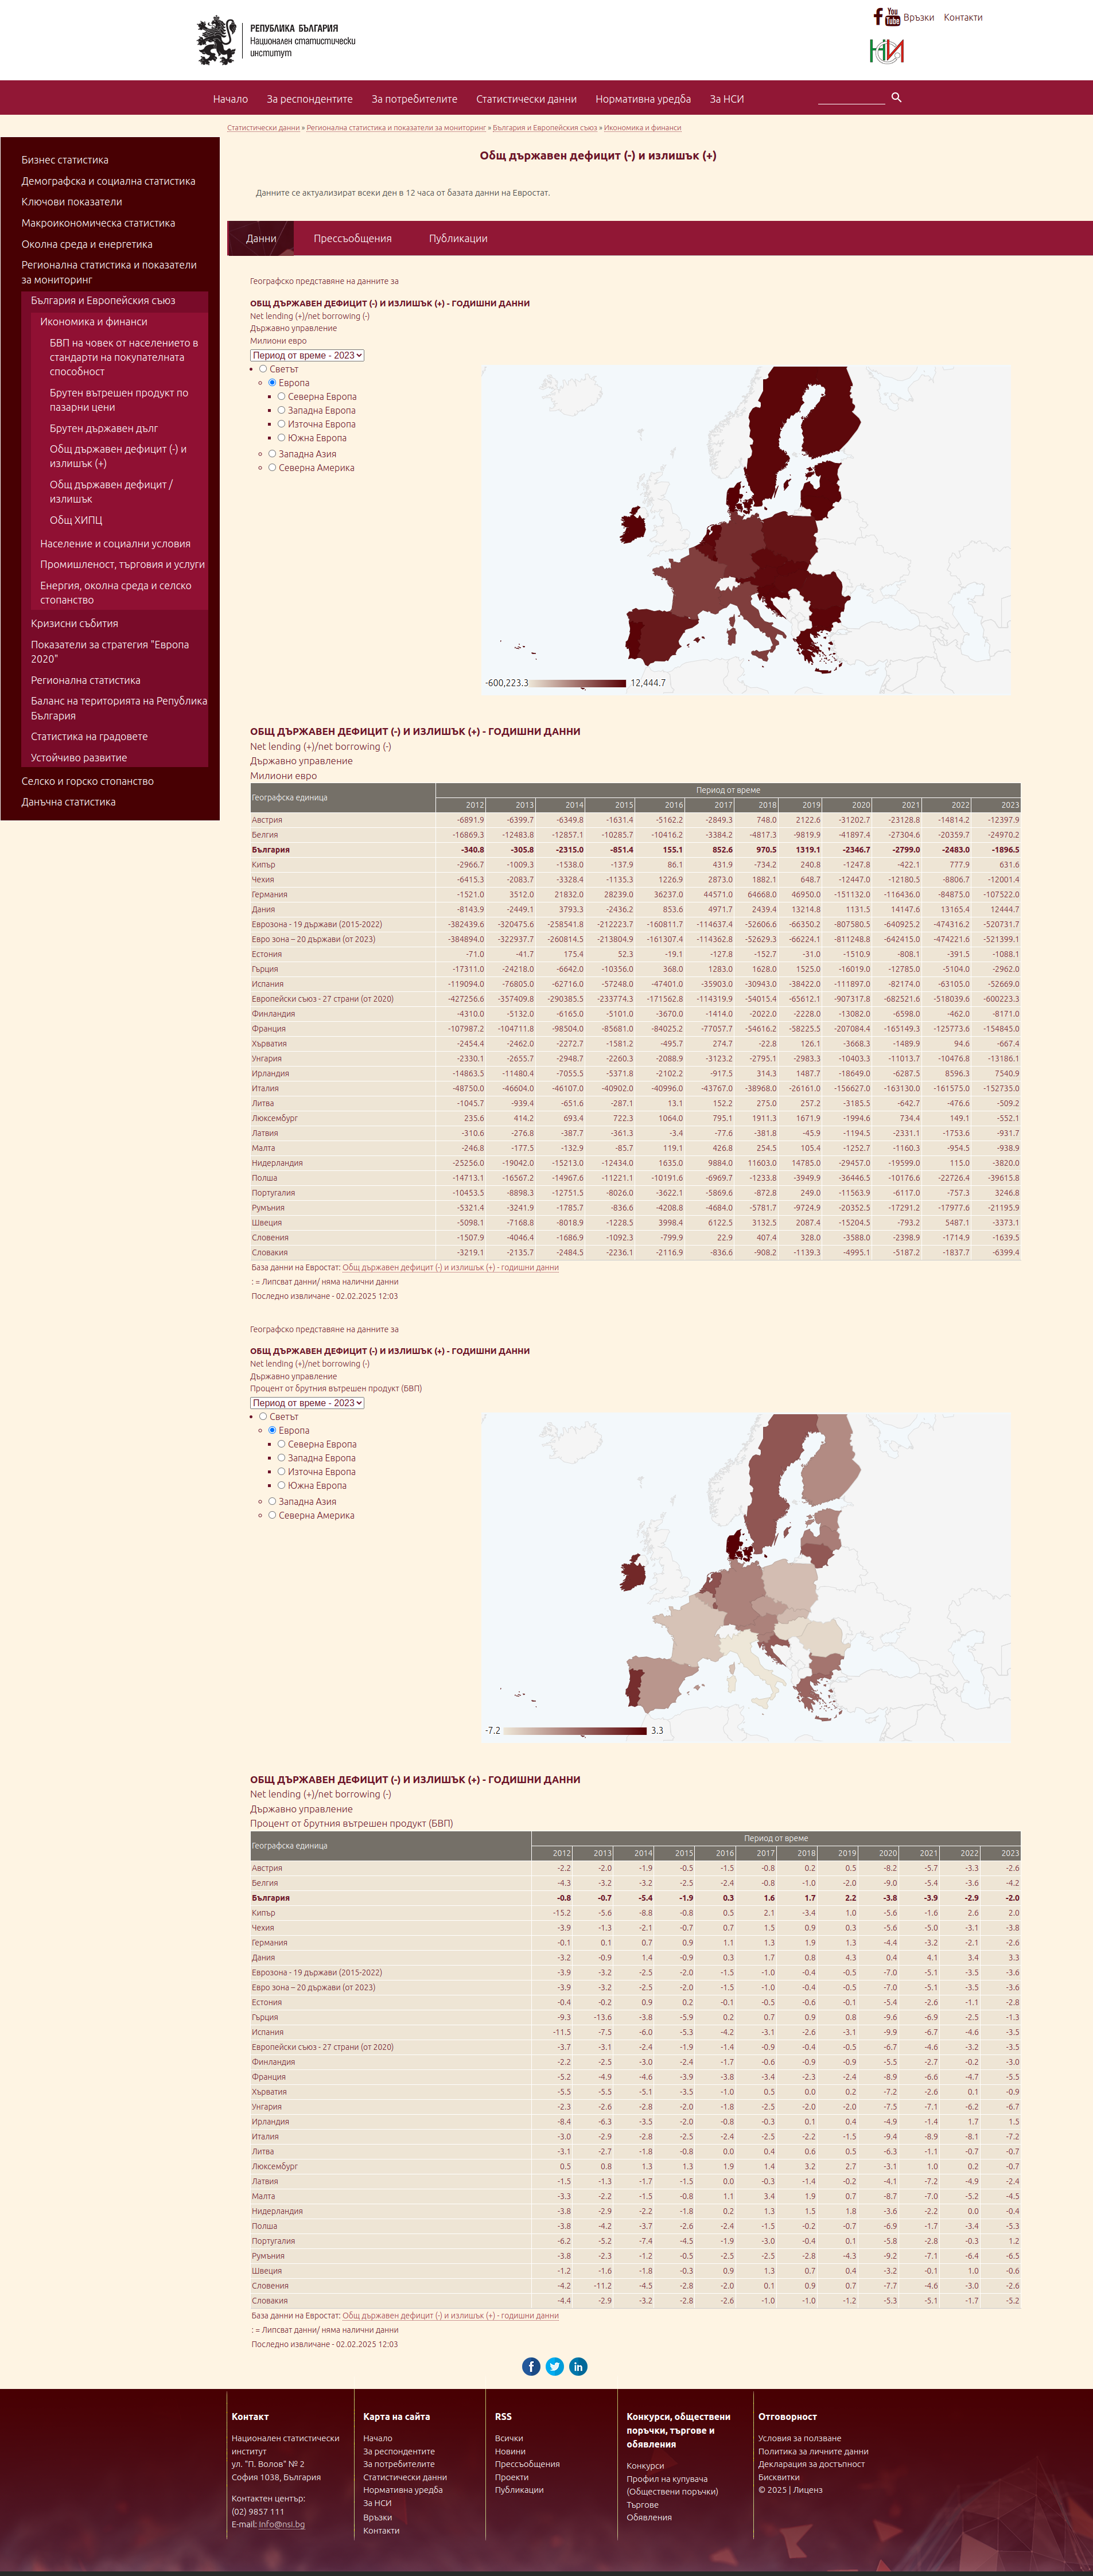 РЕПУБЛИКА БЪЛГАРИЯ
Национален статистически
институт
You Tube
Връзки Контакти
НСИ
Начало За респондентите За потребителите Статистически данни Нормативна уредба За НСИ
Статистически данни » Регионална статистика и показатели за мониторинг » България и Европейския съюз » Икономика и финанси
Бизнес статистика
Демографска и социална статистика
Ключови показатели
Макроикономическа статистика
Околна среда и енергетика
Регионална статистика и показатели
за мониторинг
България и Европейския съюз
Икономика и финанси
БВП на човек от населението в
стандарти на покупателната
способност
Брутен вътрешен продукт по
пазарни цени
Брутен държавен дълг
Общ държавен дефицит (-) и
излишък (+)
Общ държавен дефицит /
излишък
Общ ХИПЦ
Население и социални условия
Промишленост, търговия и услуги
Енергия, околна среда и селско
стопанство
Кризисни събития
Показатели за стратегия "Европа
2020"
Регионална статистика
Баланс на територията на Република
България
Статистика на градовете
Устойчиво развитие
Селско и горско стопанство
Данъчна статистика
Общ държавен дефицит (-) и излишък (+)
Данните се актуализират всеки ден в 12 часа от базата данни на Евростат.
Данни Прессъобщения Публикации
Географско представяне на данните за
ОБЩ ДЪРЖАВЕН ДЕФИЦИТ (-) И ИЗЛИШЪК (+) - ГОДИШНИ ДАННИ
Net lending (+)/net borrowing (-)
Държавно управление
Милиони евро
Период от време - 2023
Светът
Европа
Северна Европа
Западна Европа
Източна Европа
Южна Европа
Западна Азия
Северна Америка
-600,223.3 12,444.7
ОБЩ ДЪРЖАВЕН ДЕФИЦИТ (-) И ИЗЛИШЪК (+) - ГОДИШНИ ДАННИ
Net lending (+)/net borrowing (-)
Държавно управление
Милиони евро
Географска единица Период от време
2012 2013 2014 2015 2016 2017 2018 2019 2020 2021 2022 2023
Австрия -6891.9 -6399.7 -6349.8 -1631.4 -5162.2 -2849.3 748.0 2122.6 -31202.7 -23128.8 -14814.2 -12397.9
Белгия -16869.3 -12483.8 -12857.1 -10285.7 -10416.2 -3384.2 -4817.3 -9819.9 -41897.4 -27304.6 -20359.7 -24970.2
България -340.8 -305.8 -2315.0 -851.4 155.1 852.6 970.5 1319.1 -2346.7 -2799.0 -2483.0 -1896.5
Кипър -2966.7 -1009.3 -1538.0 -137.9 86.1 431.9 -734.2 240.8 -1247.8 -422.1 777.9 631.6
Чехия -6415.3 -2083.7 -3328.4 -1135.3 1226.9 2873.0 1882.1 648.7 -12447.0 -12180.5 -8806.7 -12001.4
Германия -1521.0 3512.0 21832.0 28239.0 36237.0 44571.0 64668.0 46950.0 -151132.0 -116436.0 -84875.0 -107522.0
Дания -8143.9 -2449.1 3793.3 -2436.2 853.6 4971.7 2439.4 13214.8 1131.5 14147.6 13165.4 12444.7
Еврозона - 19 държави (2015-2022) -382439.6 -320475.6 -258541.8 -212223.7 -160811.7 -114637.4 -52606.6 -66350.2 -807580.5 -640925.2 -474316.2 -520731.7
Евро зона – 20 държави (от 2023) -384894.0 -322937.7 -260814.5 -213804.9 -161307.4 -114362.8 -52629.3 -66224.1 -811248.8 -642415.0 -474221.6 -521399.1
Естония -71.0 -41.7 175.4 52.3 -19.1 -127.8 -152.7 -31.0 -1510.9 -808.1 -391.5 -1088.1
Гърция -17311.0 -24218.0 -6642.0 -10356.0 368.0 1283.0 1628.0 1525.0 -16019.0 -12785.0 -5104.0 -2962.0
Испания -119094.0 -76805.0 -62716.0 -57248.0 -47401.0 -35903.0 -30943.0 -38422.0 -111897.0 -82174.0 -63105.0 -52669.0
Европейски съюз - 27 страни (от 2020) -427256.6 -357409.8 -290385.5 -233774.3 -171562.8 -114319.9 -54015.4 -65612.1 -907317.8 -682521.6 -518039.6 -600223.3
Финландия -4310.0 -5132.0 -6165.0 -5101.0 -3670.0 -1414.0 -2022.0 -2228.0 -13082.0 -6598.0 -462.0 -8171.0
Франция -107987.2 -104711.8 -98504.0 -85681.0 -84025.2 -77057.7 -54616.2 -58225.5 -207084.4 -165149.3 -125773.6 -154845.0
Хърватия -2454.4 -2462.0 -2272.7 -1581.2 -495.7 274.7 -22.8 126.1 -3668.3 -1489.9 94.6 -667.4
Унгария -2330.1 -2655.7 -2948.7 -2260.3 -2088.9 -3123.2 -2795.1 -2983.3 -10403.3 -11013.7 -10476.8 -13186.1
Ирландия -14863.5 -11480.4 -7055.5 -5371.8 -2102.2 -917.5 314.3 1487.7 -18649.0 -6287.5 8596.3 7540.9
Италия -48750.0 -46604.0 -46107.0 -40902.0 -40996.0 -43767.0 -38968.0 -26161.0 -156627.0 -163130.0 -161575.0 -152735.0
Литва -1045.7 -939.4 -651.6 -287.1 13.1 152.2 275.0 257.2 -3185.5 -642.7 -476.6 -509.2
Люксембург 235.6 414.2 693.4 722.3 1064.0 795.1 1911.3 1671.9 -1994.6 734.4 149.1 -552.1
Латвия -310.6 -276.8 -387.7 -361.3 -3.4 -77.6 -381.8 -45.9 -1194.5 -2331.1 -1753.6 -931.7
Малта -246.8 -177.5 -132.9 -85.7 119.1 426.8 254.5 105.4 -1252.7 -1160.3 -954.5 -938.9
Нидерландия -25256.0 -19042.0 -15213.0 -12434.0 1635.0 9884.0 11603.0 14785.0 -29457.0 -19599.0 115.0 -3820.0
Полша -14713.1 -16567.2 -14967.6 -11221.1 -10191.6 -6969.7 -1233.8 -3949.9 -36446.5 -10176.6 -22726.4 -39615.8
Португалия -10453.5 -8898.3 -12751.5 -8026.0 -3622.1 -5869.6 -872.8 249.0 -11563.9 -6117.0 -757.3 3246.8
Румъния -5321.4 -3241.9 -1785.7 -836.6 -4208.8 -4684.0 -5781.7 -9724.9 -20352.5 -17291.2 -17977.6 -21195.9
Швеция -5098.1 -7168.8 -8018.9 -1228.5 3998.4 6122.5 3132.5 2087.4 -15204.5 -793.2 5487.1 -3373.1
Словения -1507.9 -4046.4 -1686.9 -1092.3 -799.9 22.9 407.4 328.0 -3588.0 -2398.9 -1714.9 -1639.5
Словакия -3219.1 -2135.7 -2484.5 -2236.1 -2116.9 -836.6 -908.2 -1139.3 -4995.1 -5187.2 -1837.7 -6399.4
База данни на Евростат: Общ държавен дефицит (-) и излишък (+) - годишни данни
: = Липсват данни/ няма налични данни
Последно извличане - 02.02.2025 12:03
Географско представяне на данните за
ОБЩ ДЪРЖАВЕН ДЕФИЦИТ (-) И ИЗЛИШЪК (+) - ГОДИШНИ ДАННИ
Net lending (+)/net borrowing (-)
Държавно управление
Процент от брутния вътрешен продукт (БВП)
Период от време - 2023
Светът
Европа
Северна Европа
Западна Европа
Източна Европа
Южна Европа
Западна Азия
Северна Америка
-7.2 3.3
ОБЩ ДЪРЖАВЕН ДЕФИЦИТ (-) И ИЗЛИШЪК (+) - ГОДИШНИ ДАННИ
Net lending (+)/net borrowing (-)
Държавно управление
Процент от брутния вътрешен продукт (БВП)
Географска единица Период от време
2012 2013 2014 2015 2016 2017 2018 2019 2020 2021 2022 2023
Австрия -2.2 -2.0 -1.9 -0.5 -1.5 -0.8 0.2 0.5 -8.2 -5.7 -3.3 -2.6
Белгия -4.3 -3.2 -3.2 -2.5 -2.4 -0.8 -1.0 -2.0 -9.0 -5.4 -3.6 -4.2
България -0.8 -0.7 -5.4 -1.9 0.3 1.6 1.7 2.2 -3.8 -3.9 -2.9 -2.0
Кипър -15.2 -5.6 -8.8 -0.8 0.5 2.1 -3.4 1.0 -5.6 -1.6 2.6 2.0
Чехия -3.9 -1.3 -2.1 -0.7 0.7 1.5 0.9 0.3 -5.6 -5.0 -3.1 -3.8
Германия -0.1 0.1 0.7 0.9 1.1 1.3 1.9 1.3 -4.4 -3.2 -2.1 -2.6
Дания -3.2 -0.9 1.4 -0.9 0.3 1.7 0.8 4.3 0.4 4.1 3.4 3.3
Еврозона - 19 държави (2015-2022) -3.9 -3.2 -2.5 -2.0 -1.5 -1.0 -0.4 -0.5 -7.0 -5.1 -3.5 -3.6
Евро зона – 20 държави (от 2023) -3.9 -3.2 -2.5 -2.0 -1.5 -1.0 -0.4 -0.5 -7.0 -5.1 -3.5 -3.6
Естония -0.4 -0.2 0.9 0.2 -0.1 -0.5 -0.6 -0.1 -5.4 -2.6 -1.1 -2.8
Гърция -9.3 -13.6 -3.8 -5.9 0.2 0.7 0.9 0.8 -9.6 -6.9 -2.5 -1.3
Испания -11.5 -7.5 -6.0 -5.3 -4.2 -3.1 -2.6 -3.1 -9.9 -6.7 -4.6 -3.5
Европейски съюз - 27 страни (от 2020) -3.7 -3.1 -2.4 -1.9 -1.4 -0.9 -0.4 -0.5 -6.7 -4.6 -3.2 -3.5
Финландия -2.2 -2.5 -3.0 -2.4 -1.7 -0.6 -0.9 -0.9 -5.5 -2.7 -0.2 -3.0
Франция -5.2 -4.9 -4.6 -3.9 -3.8 -3.4 -2.3 -2.4 -8.9 -6.6 -4.7 -5.5
Хърватия -5.5 -5.5 -5.1 -3.5 -1.0 0.5 0.0 0.2 -7.2 -2.6 0.1 -0.9
Унгария -2.3 -2.6 -2.8 -2.0 -1.8 -2.5 -2.0 -2.0 -7.5 -7.1 -6.2 -6.7
Ирландия -8.4 -6.3 -3.5 -2.0 -0.8 -0.3 0.1 0.4 -4.9 -1.4 1.7 1.5
Италия -3.0 -2.9 -2.8 -2.5 -2.4 -2.5 -2.2 -1.5 -9.4 -8.9 -8.1 -7.2
Литва -3.1 -2.7 -1.8 -0.8 0.0 0.4 0.6 0.5 -6.3 -1.1 -0.7 -0.7
Люксембург 0.5 0.8 1.3 1.3 1.9 1.4 3.2 2.7 -3.1 1.0 0.2 -0.7
Латвия -1.5 -1.3 -1.7 -1.5 0.0 -0.3 -1.4 -0.2 -4.1 -7.2 -4.9 -2.4
Малта -3.3 -2.2 -1.5 -0.8 1.1 3.4 1.9 0.7 -8.7 -7.0 -5.2 -4.5
Нидерландия -3.8 -2.9 -2.2 -1.8 0.2 1.3 1.5 1.8 -3.6 -2.2 0.0 -0.4
Полша -3.8 -4.2 -3.7 -2.6 -2.4 -1.5 -0.2 -0.7 -6.9 -1.7 -3.4 -5.3
Португалия -6.2 -5.2 -7.4 -4.5 -1.9 -3.0 -0.4 0.1 -5.8 -2.8 -0.3 1.2
Румъния -3.8 -2.3 -1.2 -0.5 -2.5 -2.5 -2.8 -4.3 -9.2 -7.1 -6.4 -6.5
Швеция -1.2 -1.6 -1.8 -0.3 0.9 1.3 0.7 0.4 -3.2 -0.1 1.0 -0.6
Словения -4.2 -11.2 -4.5 -2.8 -2.0 0.1 0.9 0.7 -7.7 -4.6 -3.0 -2.6
Словакия -4.4 -2.9 -3.2 -2.8 -2.6 -1.0 -1.0 -1.2 -5.3 -5.1 -1.7 -5.2
База данни на Евростат: Общ държавен дефицит (-) и излишък (+) - годишни данни
: = Липсват данни/ няма налични данни
Последно извличане - 02.02.2025 12:03
Контакт
Национален статистически
институт
ул. "П. Волов" № 2
София 1038, България
Контактен център:
(02) 9857 111
E-mail: info@nsi.bg
Карта на сайта
Начало
За респондентите
За потребителите
Статистически данни
Нормативна уредба
За НСИ
Връзки
Контакти
RSS
Всички
Новини
Прессъобщения
Проекти
Публикации
Конкурси, обществени
поръчки, търгове и
обявления
Конкурси
Профил на купувача
(Обществени поръчки)
Търгове
Обявления
Отговорност
Условия за ползване
Политика за личните данни
Декларация за достъпност
Бисквитки
© 2025 | Лиценз